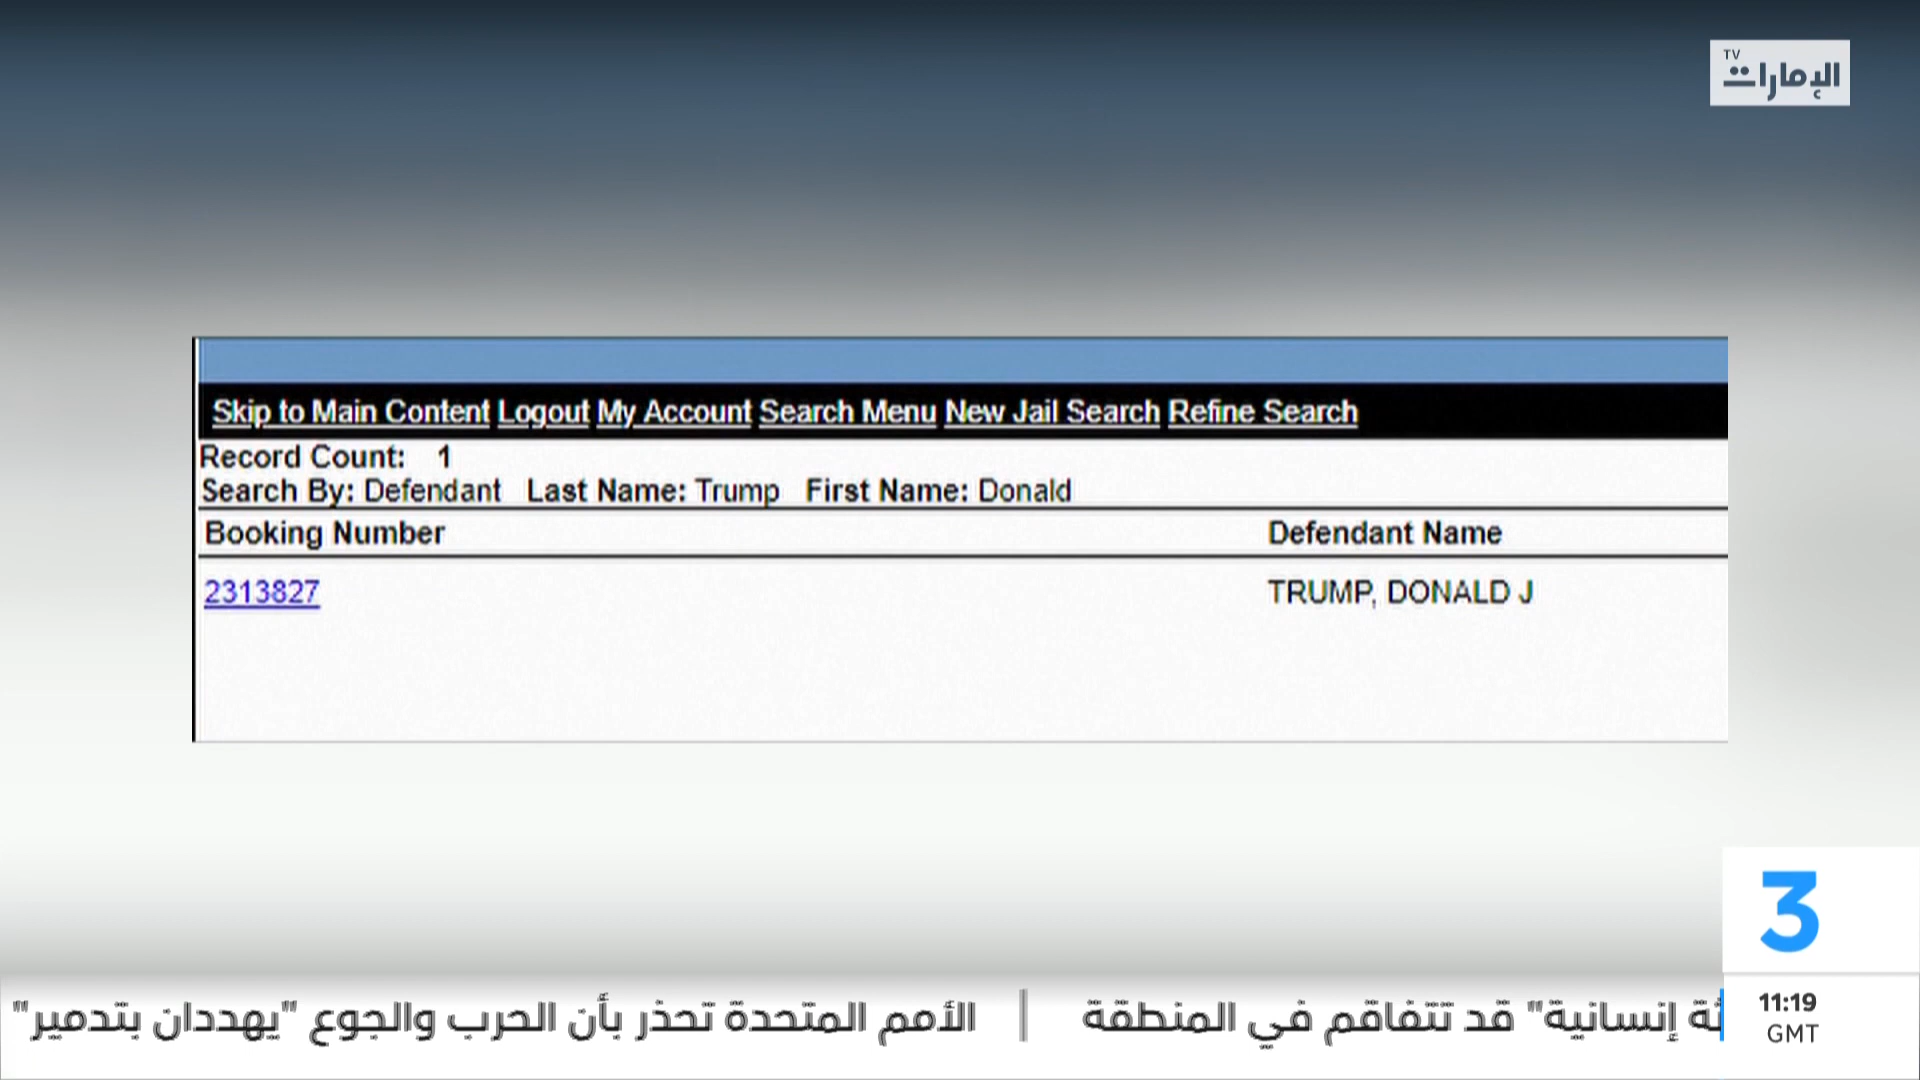 TV
الإمارات
Skip to Main Content Logout My Account Search Menu New Jail Search Refine Search
Record Count: 1
Search By: Defendant Last Name: Trump First Name: Donald
Booking Number Defendant Name
2313827 TRUMP, DONALD J
3
11:19
GMT
إنسانية" قد تتفاقم في المنطقة | الأمم المتحدة تحذر بأن الحرب والجوع "يهددان بتدمير"